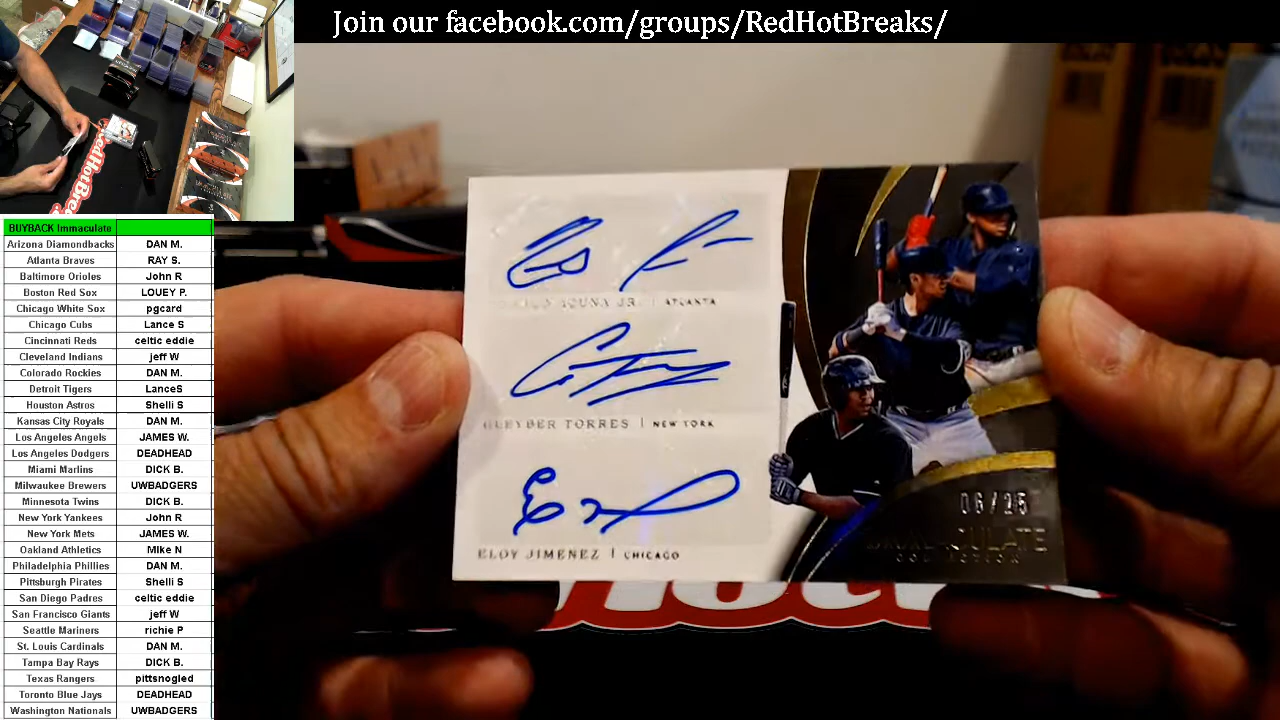 Join our facebook.com/groups/RedHotBreaks/
BUYBACK Immaculate
Arizona Diamondbacks DAN M.
Atlanta Braves RAY S.
Baltimore Orioles John R
Boston Red Sox LOUEY P.
Chicago White Sox pgcard
Chicago Cubs Lance S
Cincinnati Reds celtic eddie
Cleveland Indians jeff W
Colorado Rockies DAN M.
Detroit Tigers LanceS
Houston Astros Shelli S
Kansas City Royals DAN M.
Los Angeles Angels JAMES W.
Los Angeles Dodgers DEADHEAD
Miami Marlins DICK B.
Milwaukee Brewers UWBADGERS
Minnesota Twins DICK B.
New York Yankees John R
New York Mets JAMES W.
Oakland Athletics Mike N
Philadelphia Phillies DAN M.
Pittsburgh Pirates Shelli S
San Diego Padres celtic eddie
San Francisco Giants jeff W
Seattle Mariners richie P
St. Louis Cardinals DAN M.
Tampa Bay Rays DICK B.
Texas Rangers pittsnogled
Toronto Blue Jays DEADHEAD
Washington Nationals UWBADGERS
ACUNA JR. | ATLANTA
GLEYBER TORRES | NEW YORK
ELOY JIMENEZ | CHICAGO
06/25
IMMACULATE
COLLECTION
RedHotBre